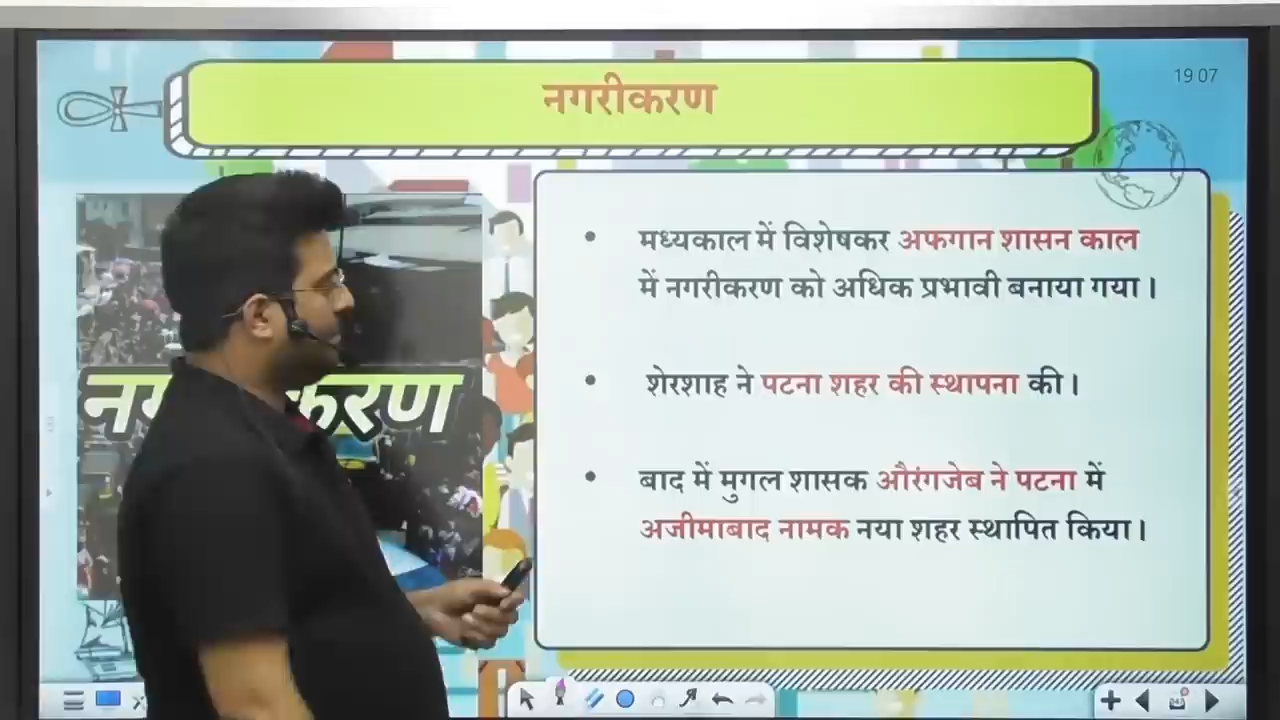 19 07
नगरीकरण
मध्यकाल में विशेषकर अफगान शासन काल
में नगरीकरण को अधिक प्रभावी बनाया गया।
शेरशाह ने पटना शहर की स्थापना की।
बाद में मुगल शासक औरंगजेब ने पटना में
अजीमाबाद नामक नया शहर स्थापित किया।